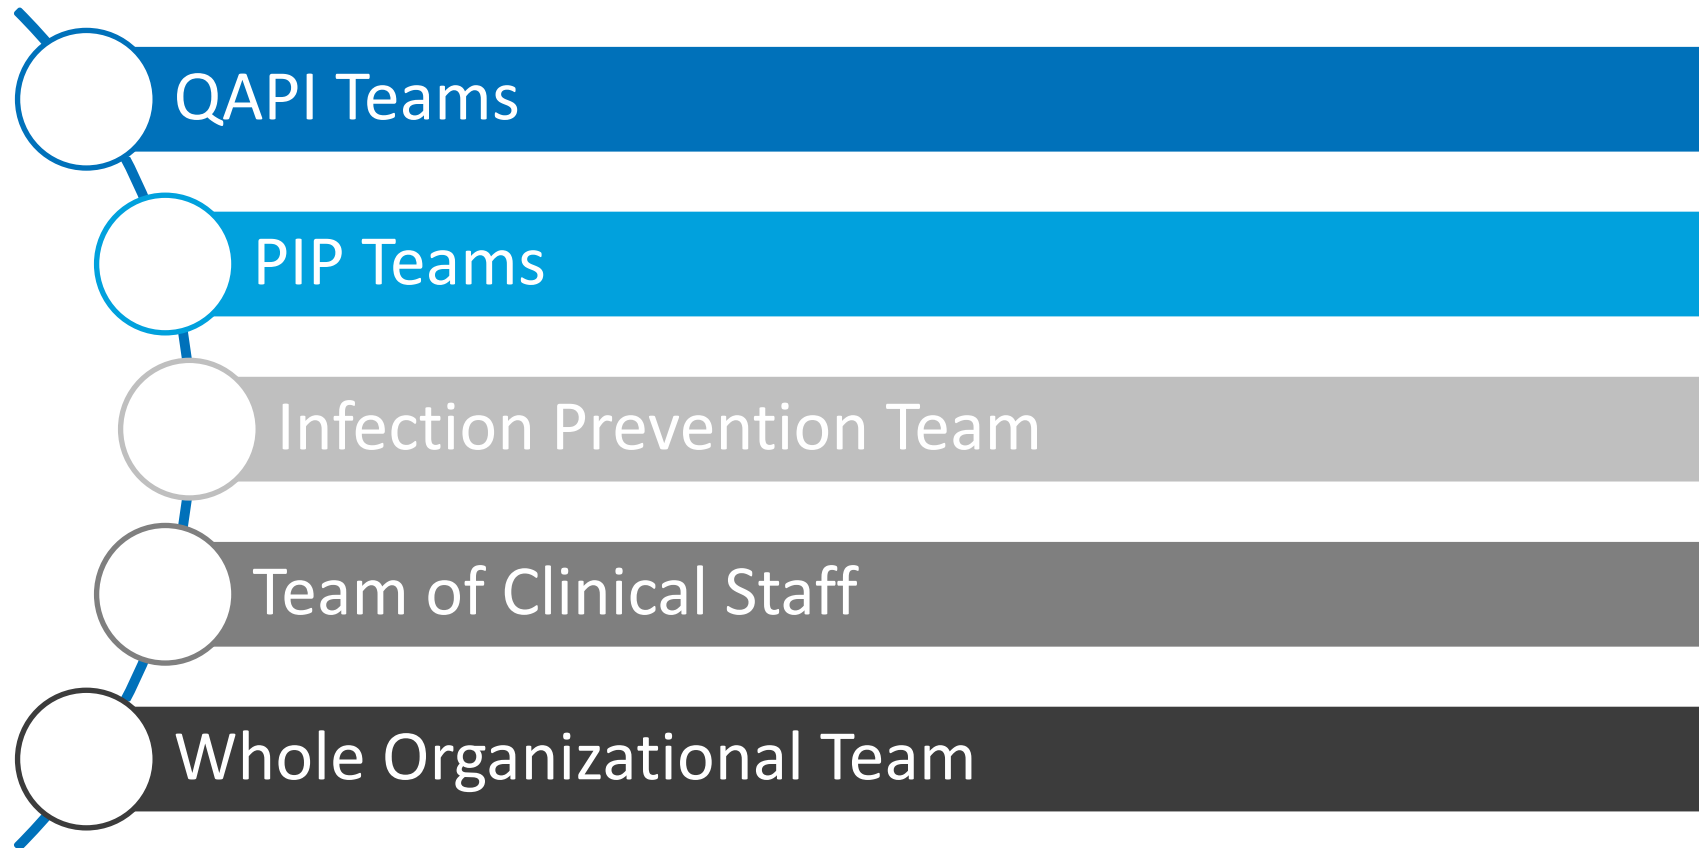 QAPI Teams
PIP Teams
Infection Prevention Team
Team of Clinical Staff
Whole Organizational Team